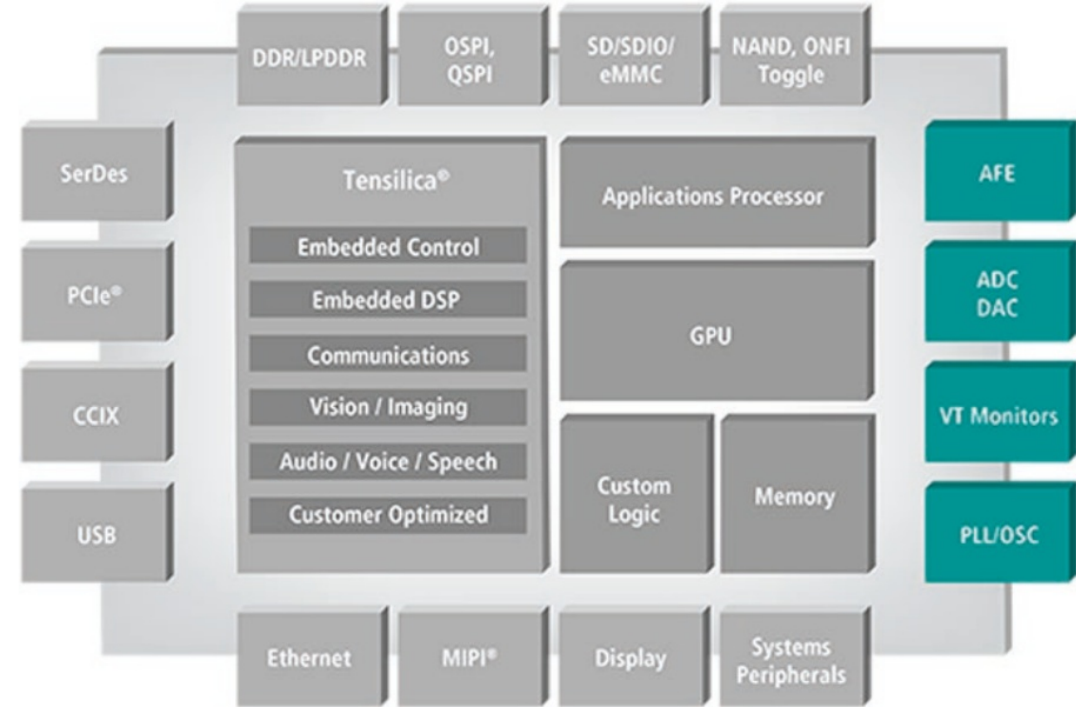 DDR/LPDDR
OSPI,
QSPI
SD/SDIO/
eMMC
NAND, ONFI
Toggle
SerDes
PCIe®
CCIX
USB
Tensilica®
Embedded Control
Embedded DSP
Communications
Vision / Imaging
Audio / Voice / Speech
Customer Optimized
Applications Processor
GPU
Custom
Logic
Memory
AFE
ADC
DAC
VT Monitors
PLL/OSC
Ethernet
MIPI®
Display
Systems
Peripherals